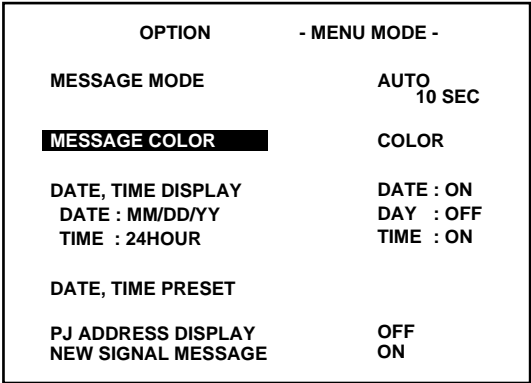 OPTION - MENU MODE -
MESSAGE MODE AUTO
10 SEC
MESSAGE COLOR COLOR
DATE, TIME DISPLAY DATE : ON
DATE : MM/DD/YY DAY : OFF
TIME : 24HOUR TIME : ON
DATE, TIME PRESET
PJ ADDRESS DISPLAY OFF
NEW SIGNAL MESSAGE ON